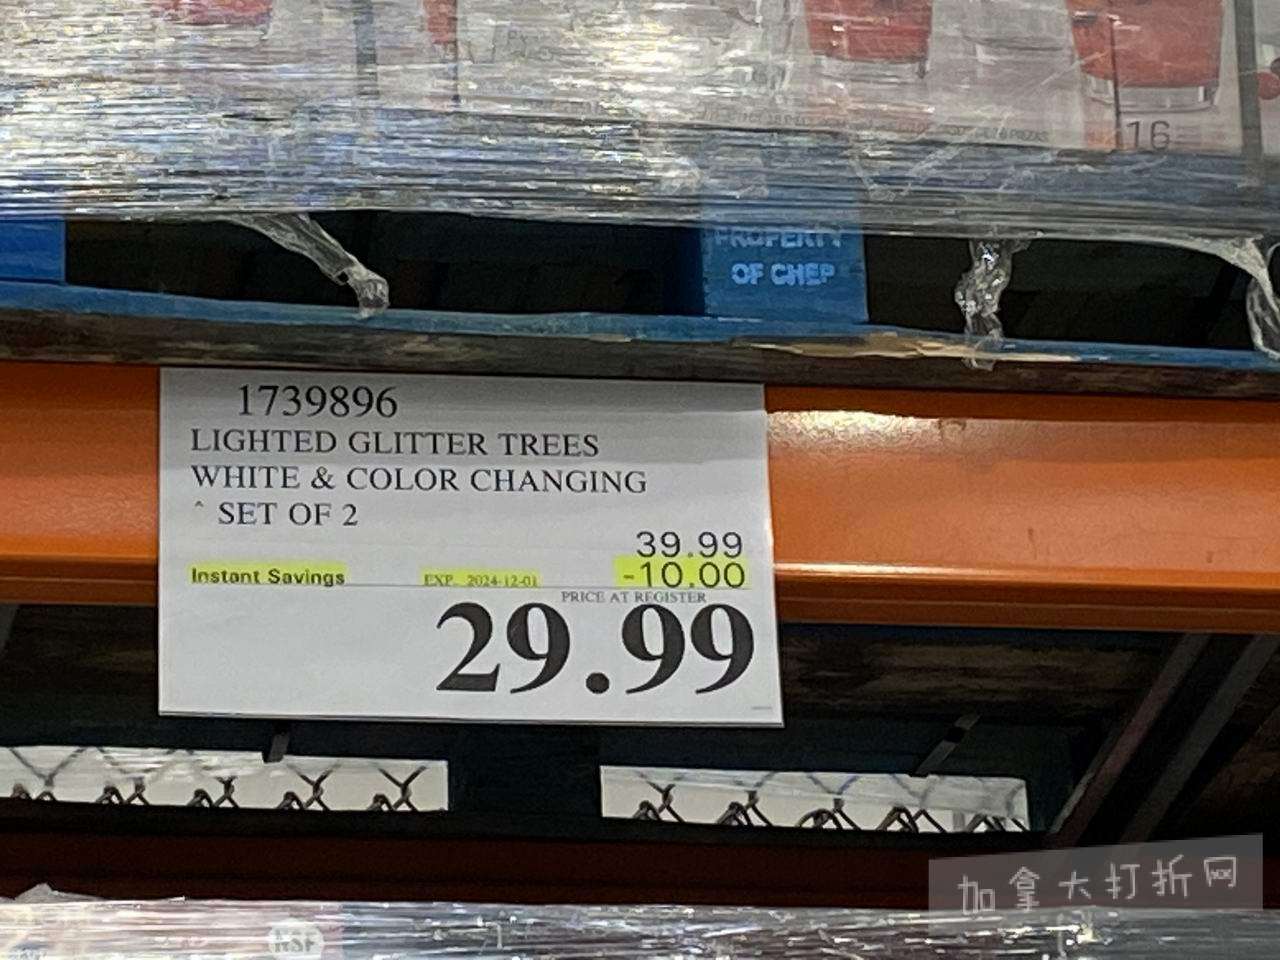 16
PROPERTY
OF CHEP
1739896
LIGHTED GLITTER TREES
WHITE & COLOR CHANGING
^ SET OF 2
39.99
Instant Savings EXP. 2024-12-01 -10.00
PRICE AT REGISTER
29.99
加拿大打折网
NSF